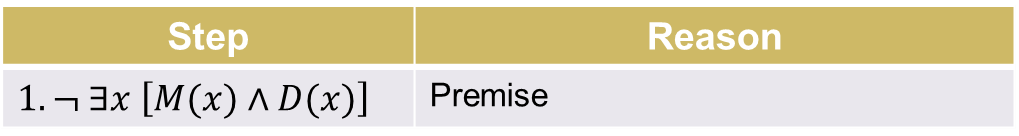 Step Reason
1. ¬ ∃x [M(x) ∧ D(x)] Premise